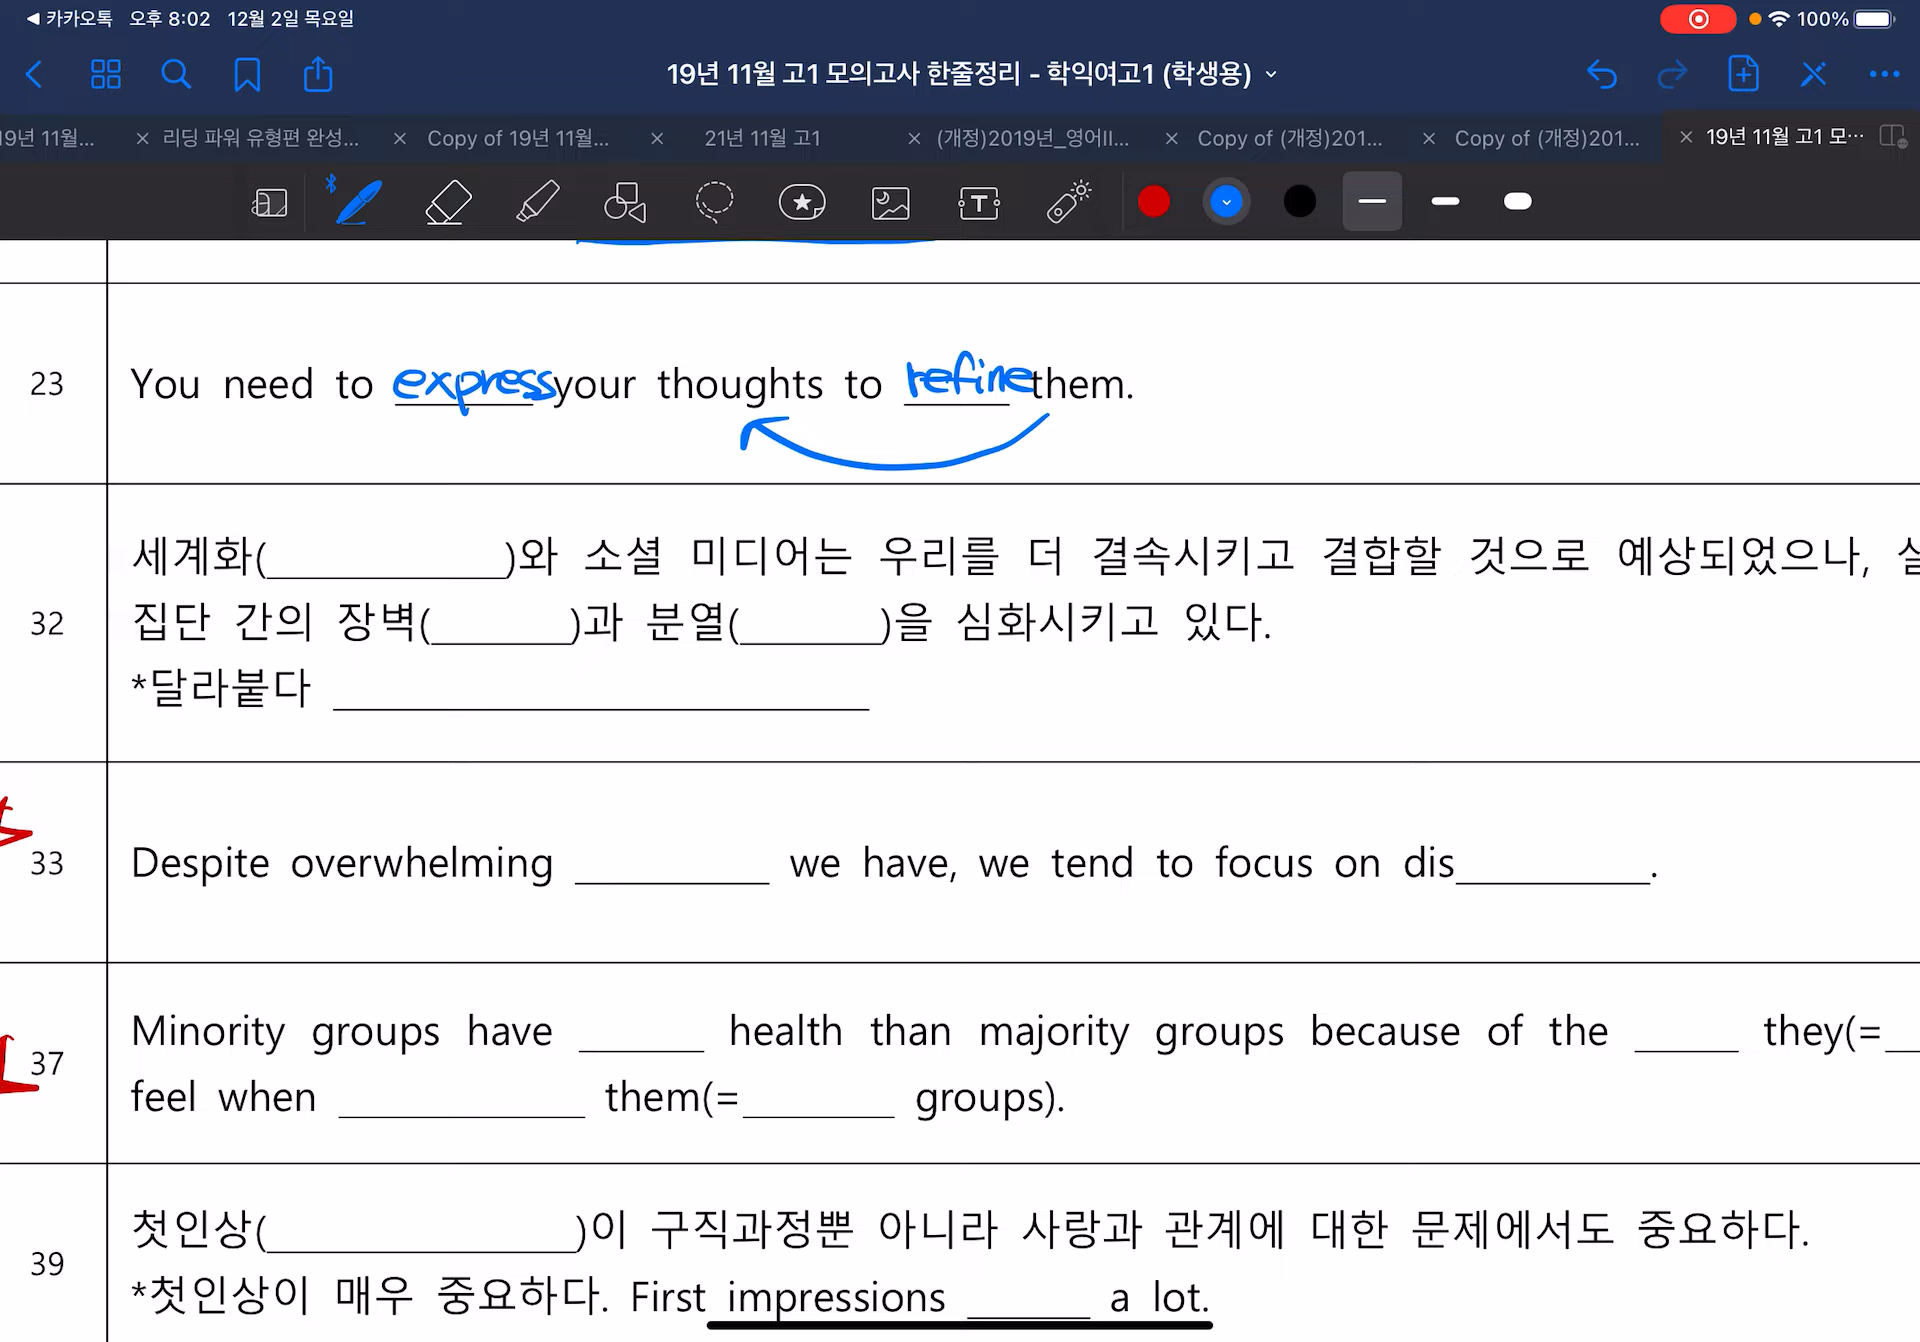 ◀ 카카오톡 오후 8:02 12월 2일 목요일 100%
19년 11월 고1 모의고사 한줄정리 - 학익여고1 (학생용)
19년 11월... × 리딩 파워 유형편 완성... × Copy of 19년 11월... × 21년 11월 고1 × (개정)2019년_영어II... × Copy of (개정)201... × Copy of (개정)201... × 19년 11월 고1 모...
23 You need to express your thoughts to refine them.
세계화(__________)와 소셜 미디어는 우리를 더 결속시키고 결합할 것으로 예상되었으나,
32 집단 간의 장벽(______)과 분열(______)을 심화시키고 있다.
*달라붙다 ______________________
33 Despite overwhelming ________ we have, we tend to focus on dis________.
37 Minority groups have _____ health than majority groups because of the ____ they(=__
feel when __________ them(=______ groups).
첫인상(_____________)이 구직과정뿐 아니라 사랑과 관계에 대한 문제에서도 중요하다.
39 *첫인상이 매우 중요하다. First impressions _____ a lot.